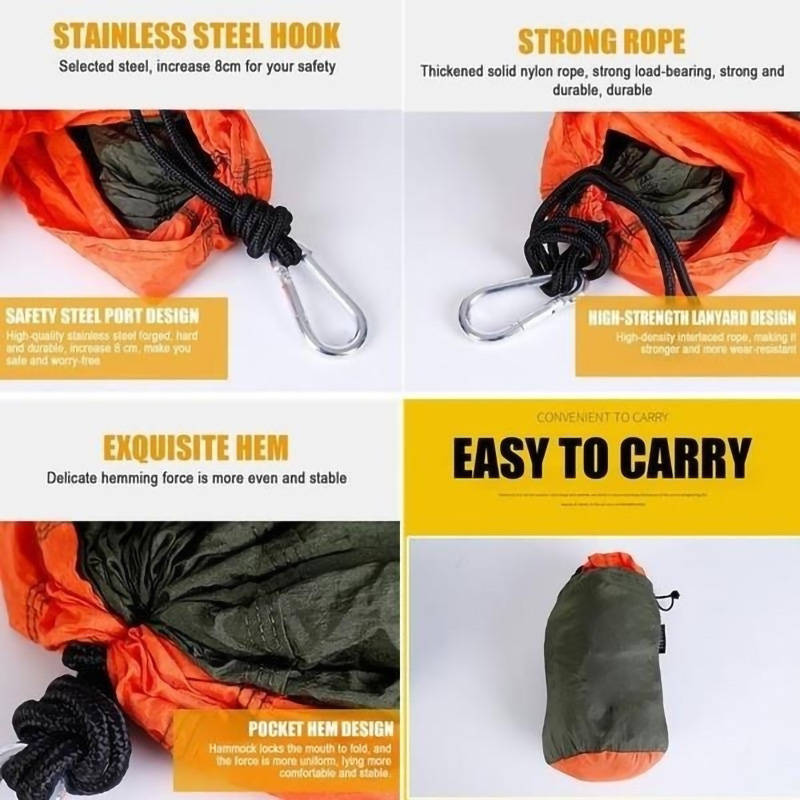 STAINLESS STEEL HOOK
Selected steel, increase 8cm for your safety
SAFETY STEEL PORT DESIGN
High-quality stainless steel forged, hard
and durable, increase 8 cm, make you
safe and worry-free
STRONG ROPE
Thickened solid nylon rope, strong load-bearing, strong and
durable, durable
HIGH-STRENGTH LANYARD DESIGN
High-density interlaced rope, making it
stronger and more wear-resistant
EXQUISITE HEM
Delicate hemming force is more even and stable
POCKET HEM DESIGN
Hammock locks the mouth to fold, and
the force is more uniform, lying more
comfortable and stable.
CONVENIENT TO CARRY
EASY TO CARRY